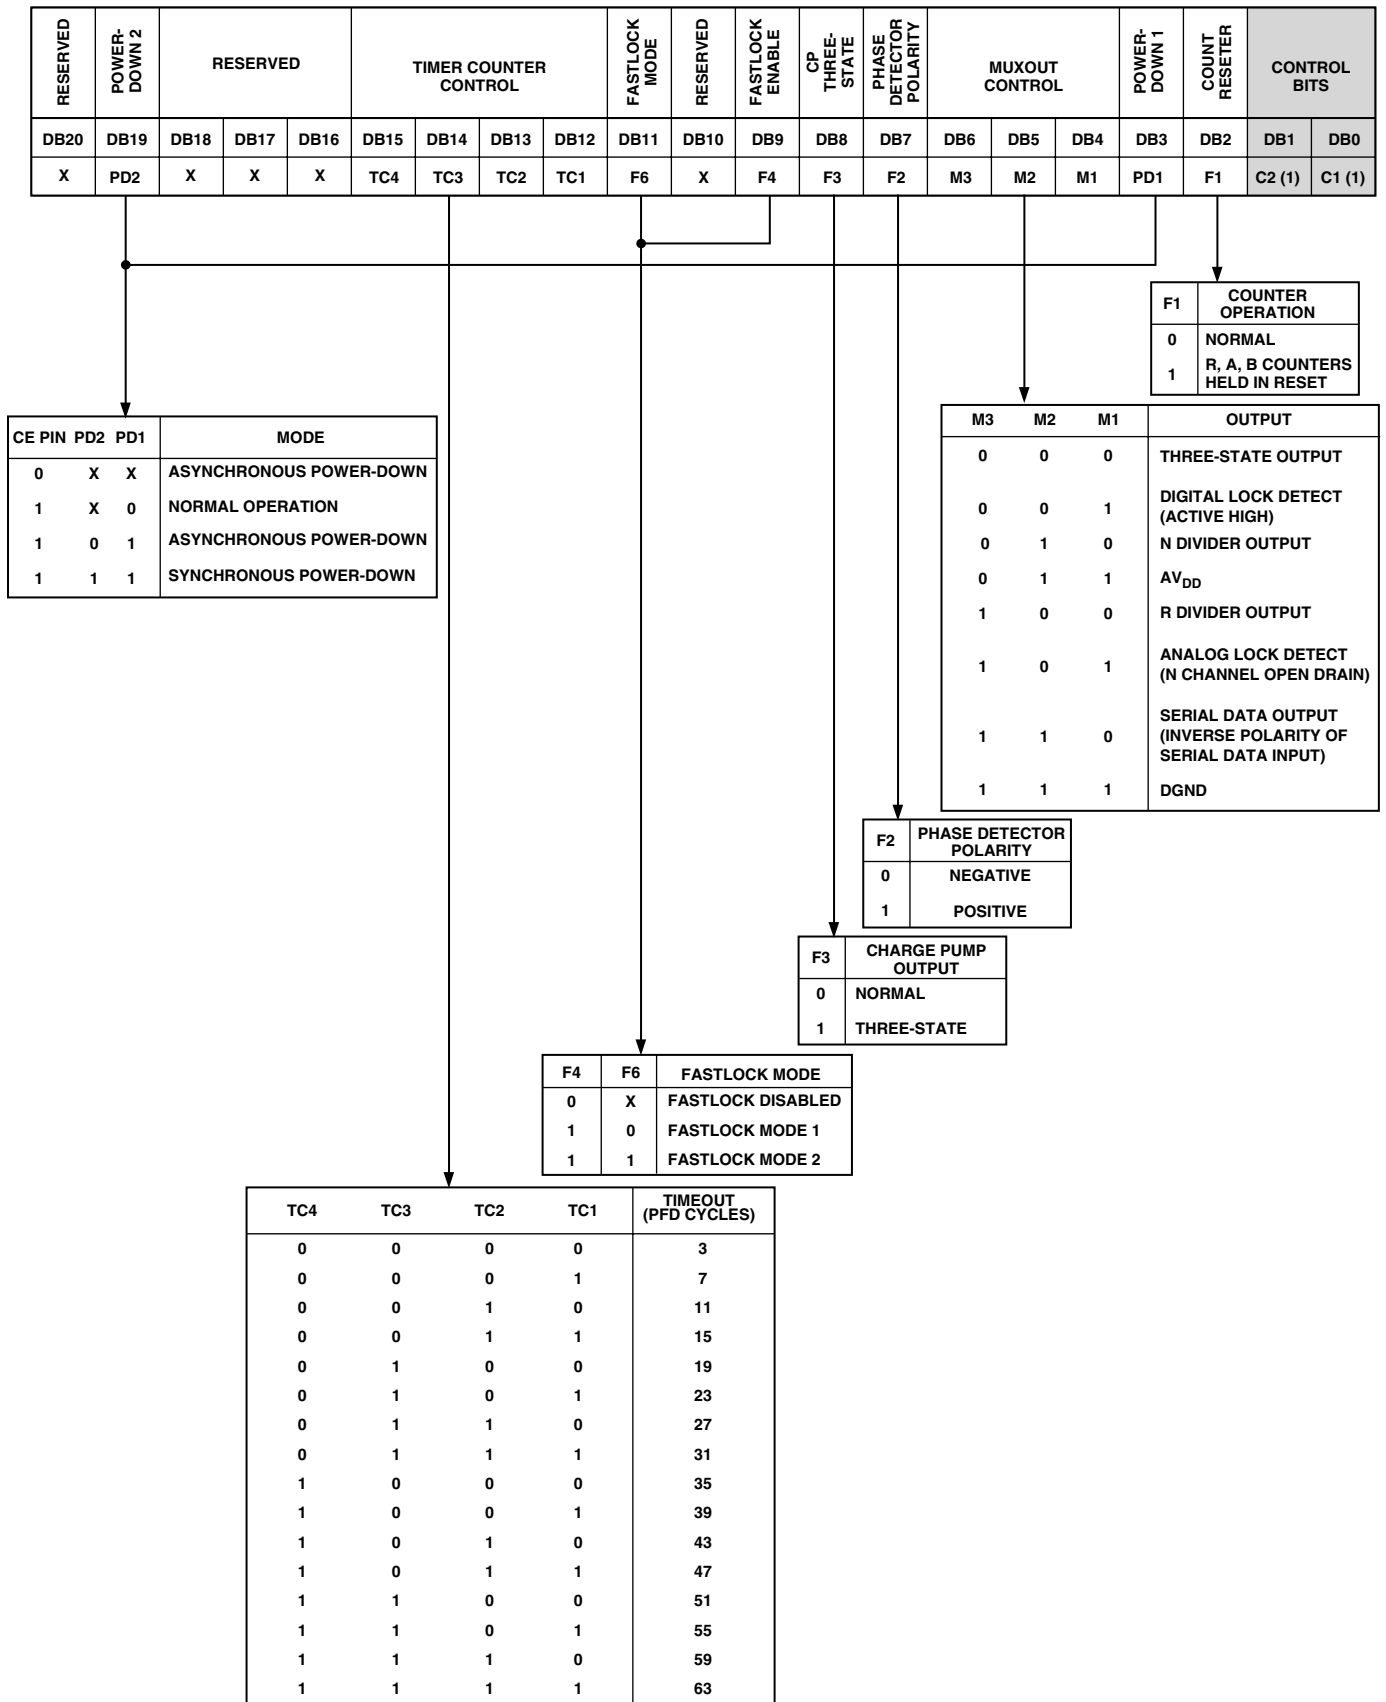 RESERVED
POWER-
DOWN 2
RESERVED
TIMER COUNTER
CONTROL
FASTLOCK
MODE
RESERVED
FASTLOCK
ENABLE
CP
THREE-
STATE
PHASE
DETECTOR
POLARITY
MUXOUT
CONTROL
POWER-
DOWN 1
COUNT
RESETER
CONTROL
BITS
DB20 DB19 DB18 DB17 DB16 DB15 DB14 DB13 DB12 DB11 DB10 DB9 DB8 DB7 DB6 DB5 DB4 DB3 DB2 DB1 DB0
X PD2 X X X TC4 TC3 TC2 TC1 F6 X F4 F3 F2 M3 M2 M1 PD1 F1 C2 (1) C1 (1)
F1 COUNTER
OPERATION
0 NORMAL
1 R, A, B COUNTERS
HELD IN RESET
CE PIN PD2 PD1 MODE
0 X X ASYNCHRONOUS POWER-DOWN
1 X 0 NORMAL OPERATION
1 0 1 ASYNCHRONOUS POWER-DOWN
1 1 1 SYNCHRONOUS POWER-DOWN
M3 M2 M1 OUTPUT
0 0 0 THREE-STATE OUTPUT
0 0 1 DIGITAL LOCK DETECT
(ACTIVE HIGH)
0 1 0 N DIVIDER OUTPUT
0 1 1 AVDD
1 0 0 R DIVIDER OUTPUT
1 0 1 ANALOG LOCK DETECT
(N CHANNEL OPEN DRAIN)
1 1 0 SERIAL DATA OUTPUT
(INVERSE POLARITY OF
SERIAL DATA INPUT)
1 1 1 DGND
F2 PHASE DETECTOR
POLARITY
0 NEGATIVE
1 POSITIVE
F3 CHARGE PUMP
OUTPUT
0 NORMAL
1 THREE-STATE
F4 F6 FASTLOCK MODE
0 X FASTLOCK DISABLED
1 0 FASTLOCK MODE 1
1 1 FASTLOCK MODE 2
TC4 TC3 TC2 TC1 TIMEOUT
(PFD CYCLES)
0 0 0 0 3
0 0 0 1 7
0 0 1 0 11
0 0 1 1 15
0 1 0 0 19
0 1 0 1 23
0 1 1 0 27
0 1 1 1 31
1 0 0 0 35
1 0 0 1 39
1 0 1 0 43
1 0 1 1 47
1 1 0 0 51
1 1 0 1 55
1 1 1 0 59
1 1 1 1 63